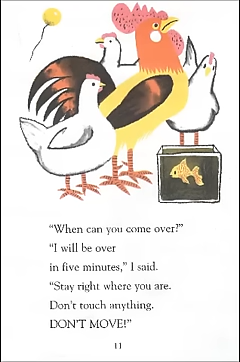 "When can you come over?"
"I will be over
in five minutes," I said.
"Stay right where you are.
Don't touch anything.
DON'T MOVE!"
11